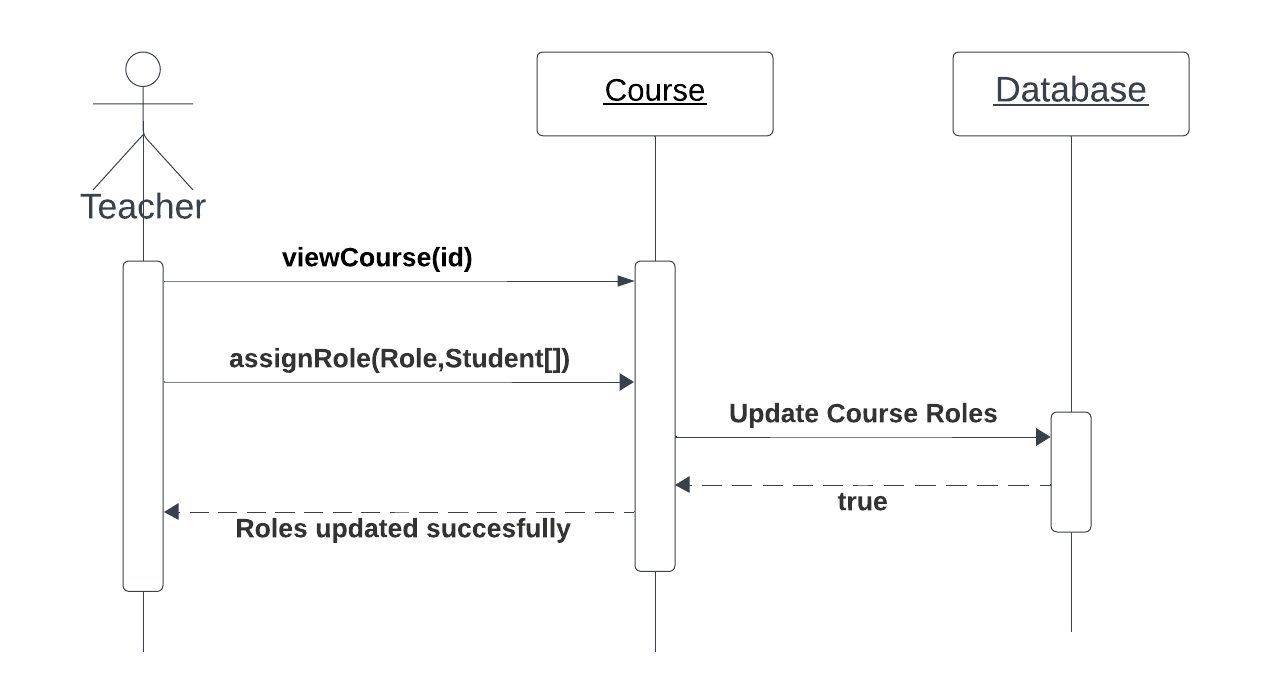 Course
Database
Teacher
viewCourse(id)
assignRole(Role,Student[])
Update Course Roles
true
Roles updated succesfully